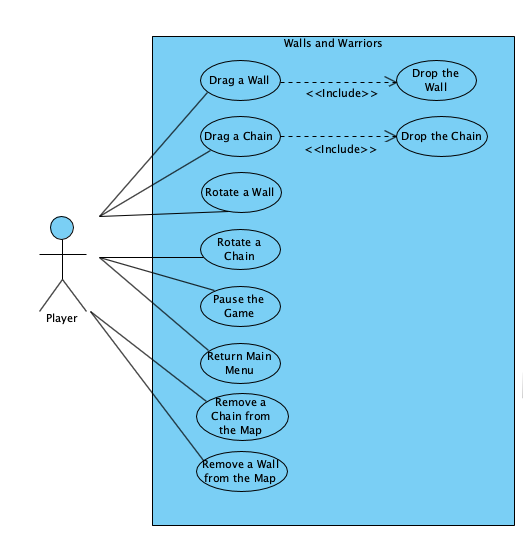 Walls and Warriors
Drag a Wall
Drop the
Wall
<<Include>>
Drag a Chain
Drop the Chain
<<Include>>
Rotate a Wall
Rotate a
Chain
Pause the
Game
Player
Return Main
Menu
Remove a
Chain from
the Map
Remove a Wall
from the Map